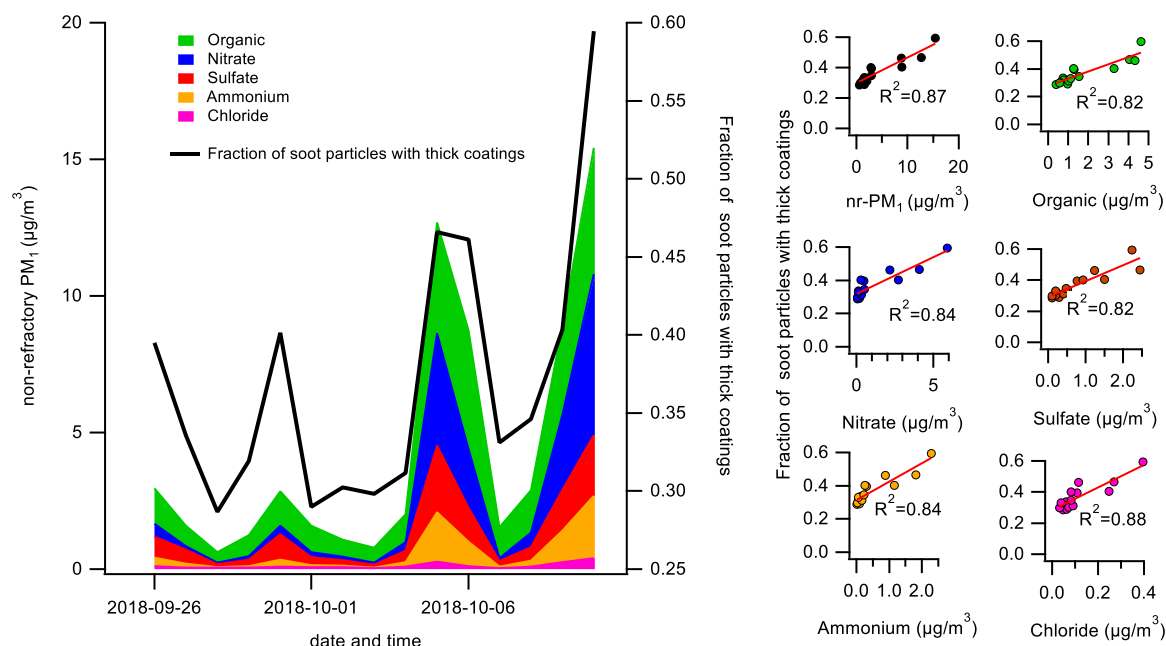 20
15
10
5
0
non-refractory PM1 (µg/m3)
Organic
Nitrate
Sulfate
Ammonium
Chloride
Fraction of soot particles with thick coatings
2018-09-26
2018-10-01
2018-10-06
date and time
0.60
0.55
0.50
0.45
0.40
0.35
0.30
0.25
Fraction of soot particles with thick coatings
Fraction of soot particles with thick coatings
0.6
0.4
0.2
0.0
R2=0.87
0
10
20
nr-PM1 (µg/m3)
0.6
0.4
0.2
0.0
R2=0.82
0 1 2 3 4 5
Organic (µg/m3)
0.6
0.4
0.2
0.0
R2=0.84
0
5
Nitrate (µg/m3)
0.6
0.4
0.2
0.0
R2=0.82
0.0 1.0 2.0
Sulfate (µg/m3)
0.6
0.4
0.2
0.0
R2=0.84
0.0 1.0 2.0
Ammonium (µg/m3)
0.6
0.4
0.2
0.0
R2=0.88
0.0 0.2 0.4
Chloride (µg/m3)